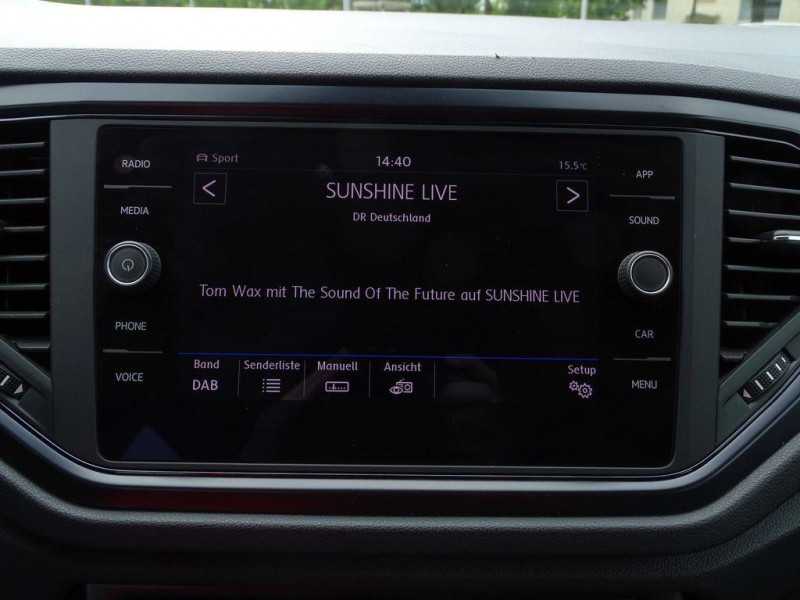 RADIO
MEDIA
PHONE
VOICE
Sport
14:40
15.5°C
SUNSHINE LIVE
DR Deutschland
Tom Wax mit The Sound Of The Future auf SUNSHINE LIVE
Band
DAB
Senderliste
Manuell
Ansicht
Setup
APP
SOUND
CAR
MENU